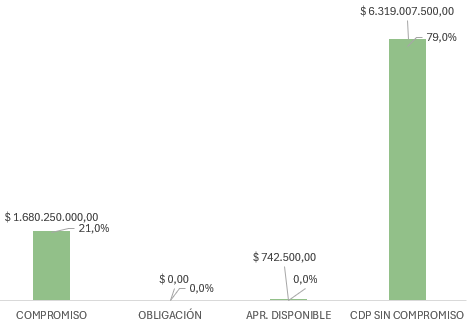 $ 6.319.007.500,00
79,0%
$ 1.680.250.000,00
21,0%
$ 0,00
0,0%
$ 742.500,00
0,0%
COMPROMISO
OBLIGACIÓN
APR. DISPONIBLE
CDP SIN COMPROMISO